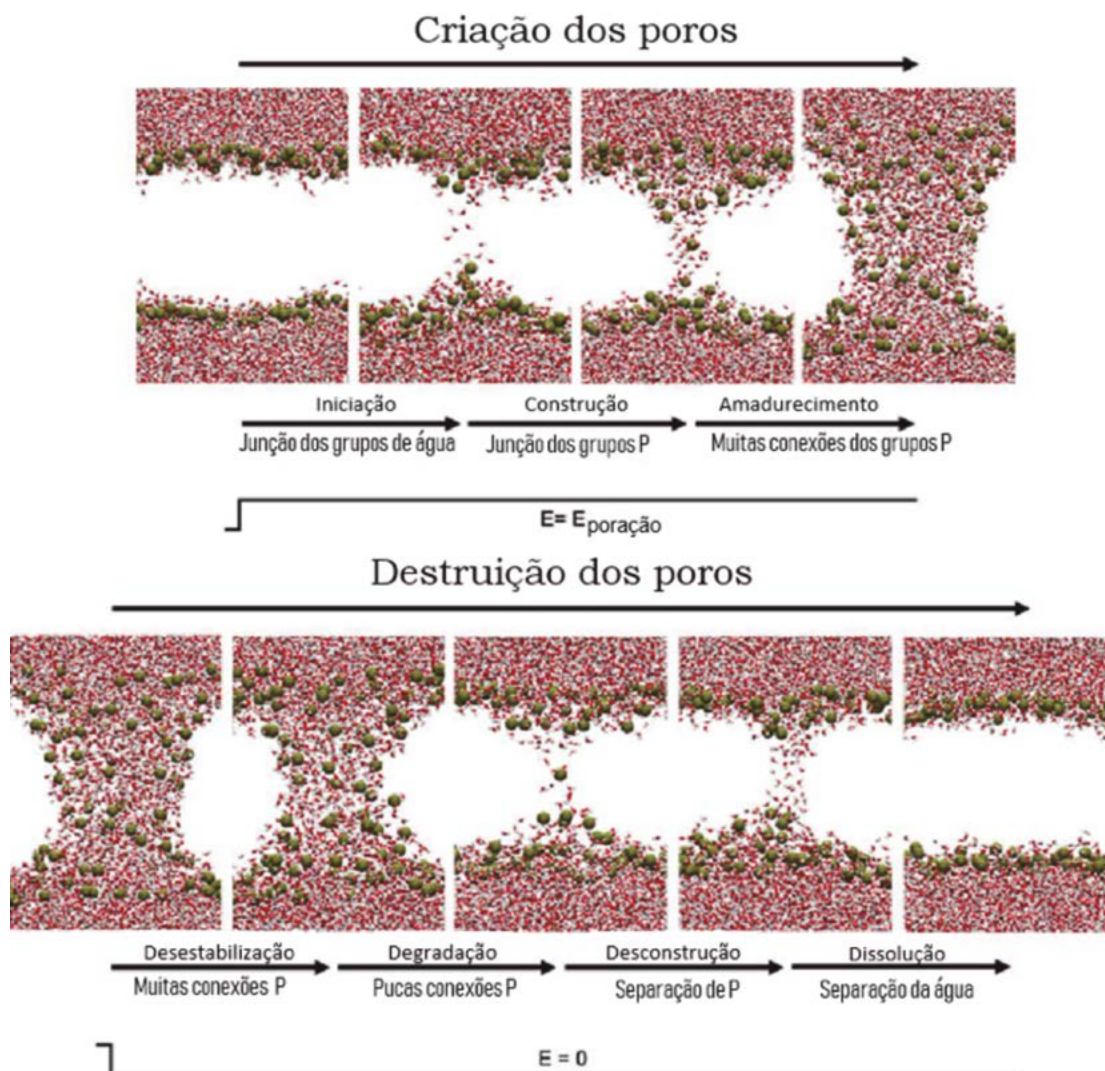 Criação dos poros
Iniciação
Construção
Amadurecimento
Junção dos grupos de água
Junção dos grupos P
Muitas conexões dos grupos P
E= Eporação
Destruição dos poros
Desestabilização
Degradação
Desconstrução
Dissolução
Muitas conexões P
Pucas conexões P
Separação de P
Separação da água
E = 0